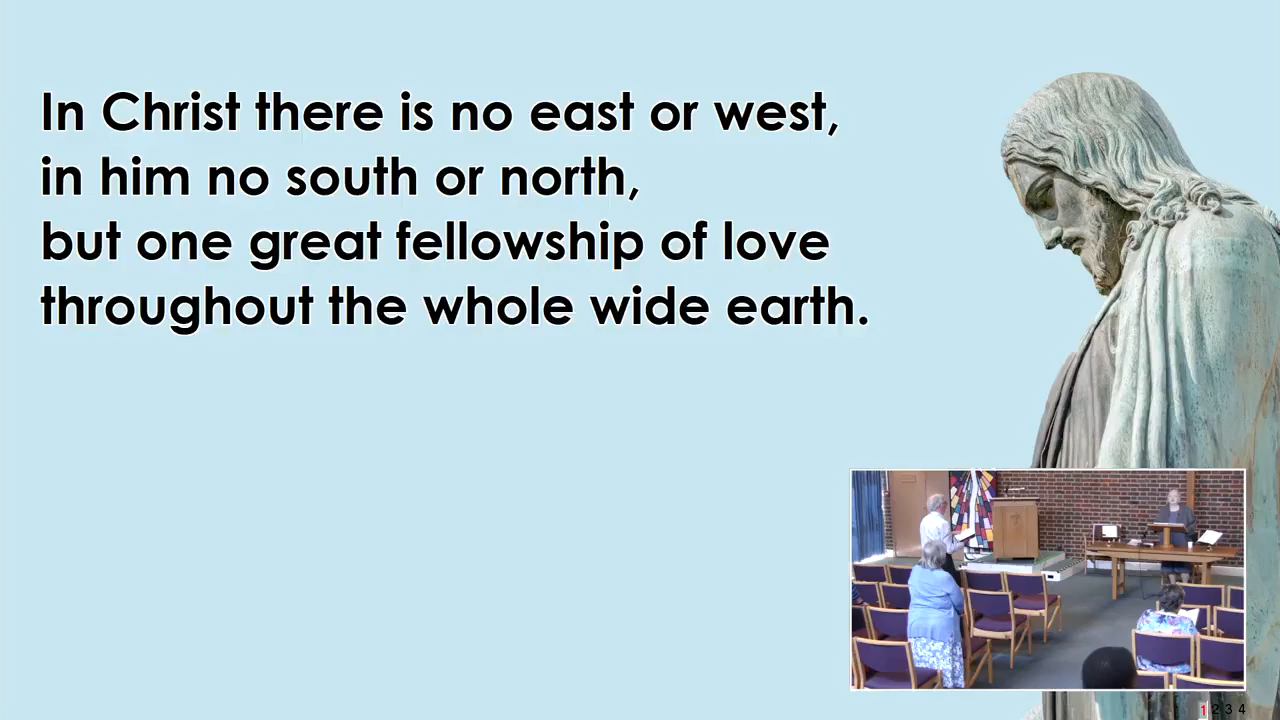 In Christ there is no east or west,
in him no south or north,
but one great fellowship of love
throughout the whole wide earth.
1 2 3 4